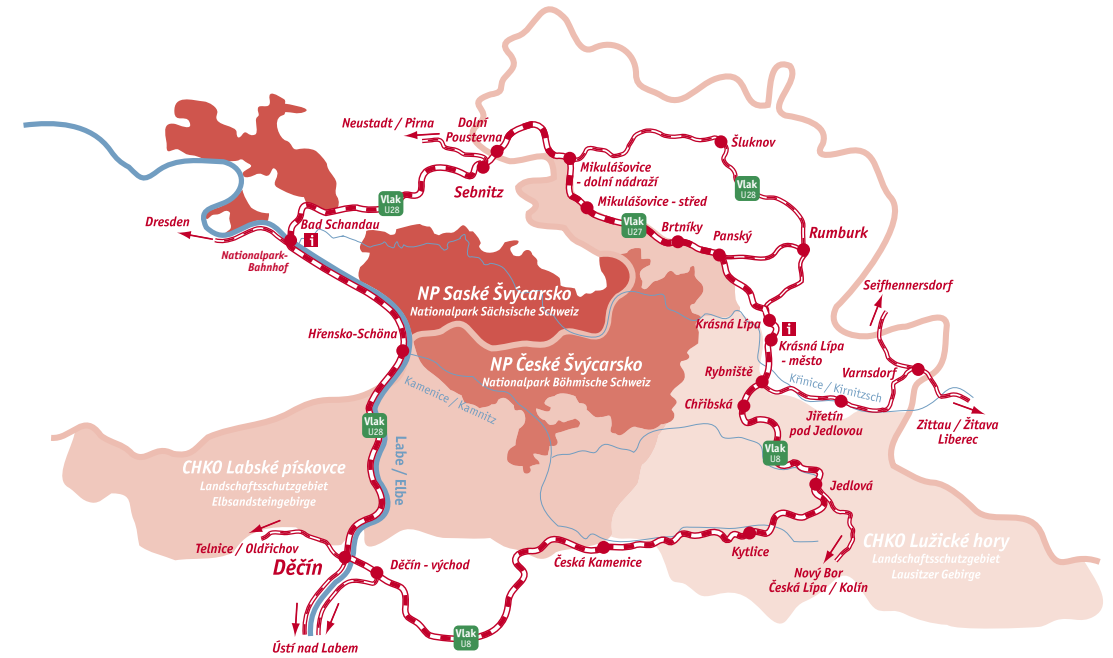 Neustadt / Pirna
Dolní
Poustevna
Šluknov
Mikulášovice
- dolní nádraží
Sebnitz
Vlak
U28
Vlak
U28
Mikulášovice - střed
Dresden
Bad Schandau
i
Vlak
U27
Brtníky
Panský
Rumburk
Nationalpark-
Bahnhof
NP Saské Švýcarsko
Nationalpark Sächsische Schweiz
Seifhennersdorf
Hřensko-Schöna
Krásná Lípa
i
Krásná Lípa
- město
NP České Švýcarsko
Nationalpark Böhmische Schweiz
Rybniště
Varnsdorf
Kamenice / Kamnitz
Křinice / Kirnitzsch
Chřibská
Jiřetín
pod Jedlovou
Zittau / Žitava
Liberec
Vlak
U28
Labe / Elbe
Vlak
U8
CHKO Labské pískovce
Landschaftsschutzgebiet
Elbsandsteingebirge
Jedlová
Telnice / Oldřichov
Děčín
Děčín - východ
Česká Kamenice
Kytlice
CHKO Lužické hory
Landschaftsschutzgebiet
Lausitzer Gebirge
Nový Bor
Česká Lípa / Kolín
Vlak
U8
Ústí nad Labem